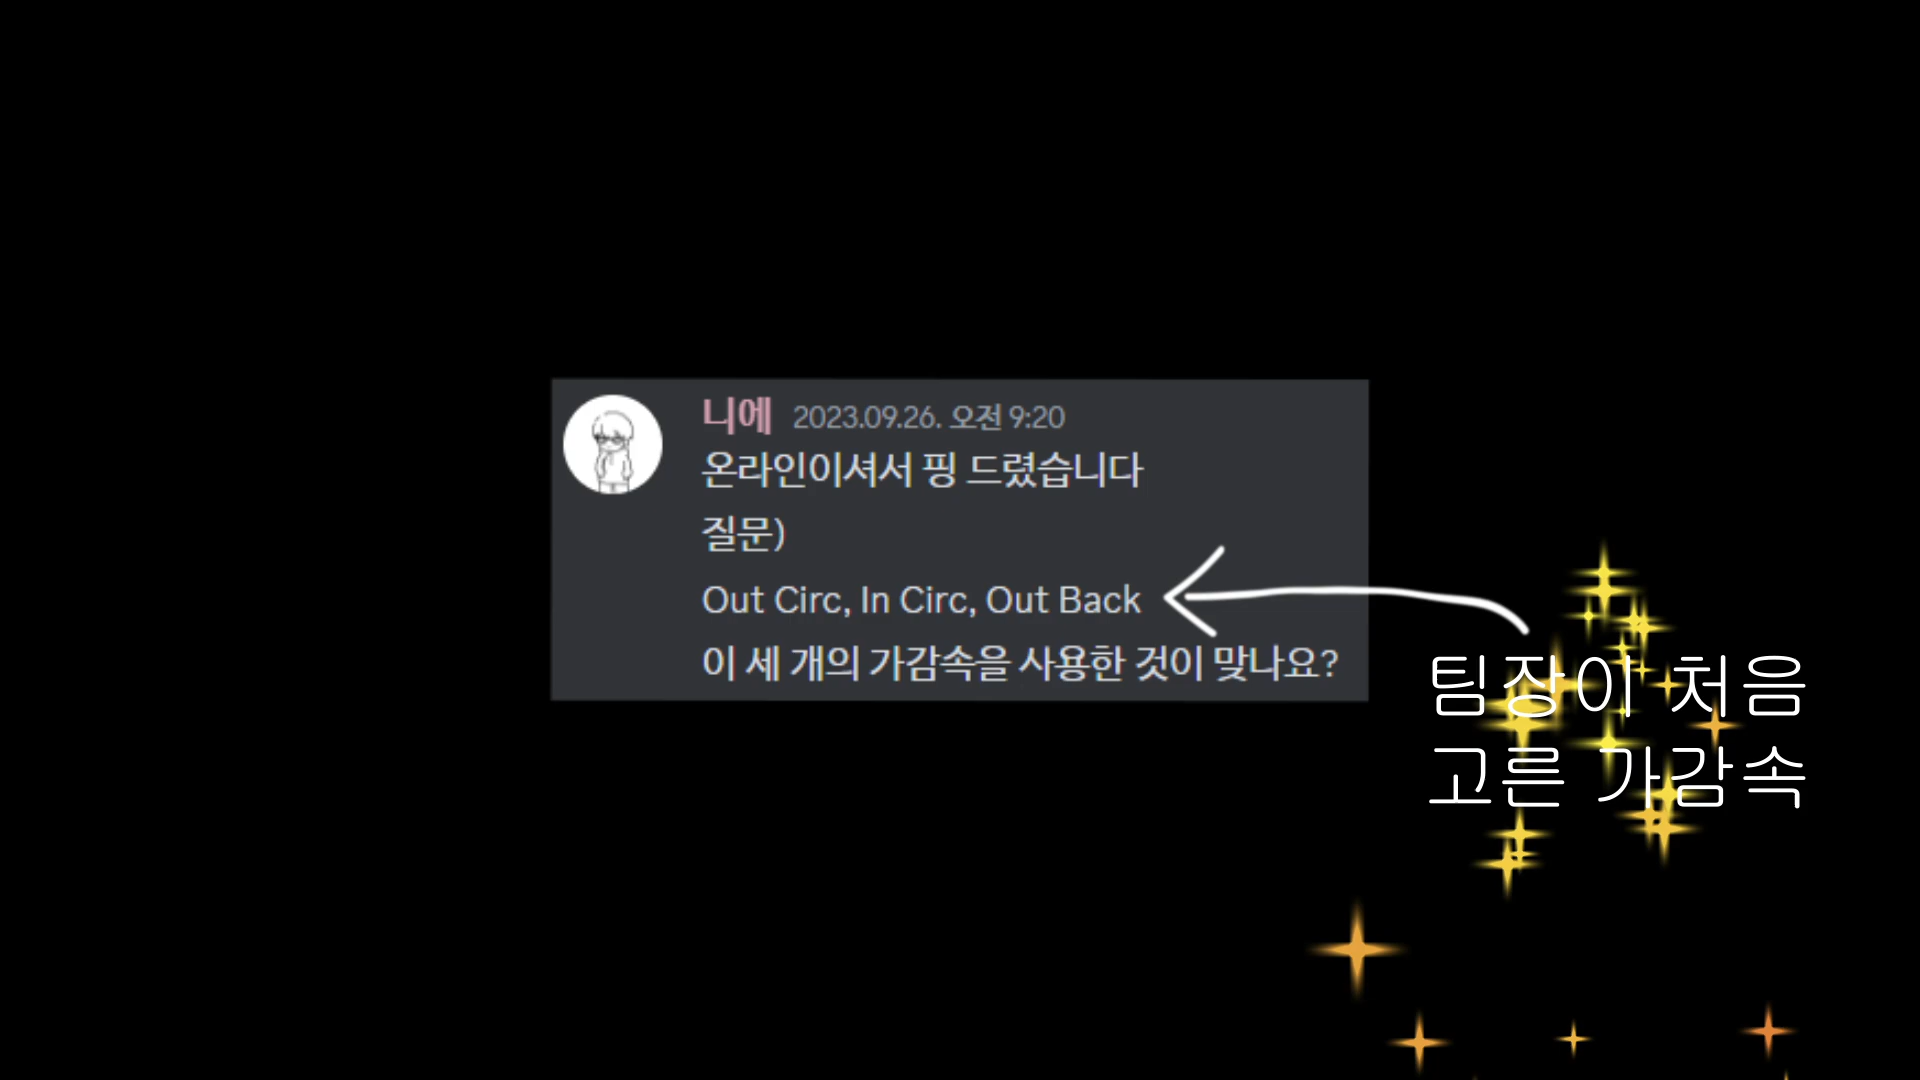 니에 2023.09.26. 오전 9:20
온라인이셔서 핑 드렸습니다
질문)
Out Circ, In Circ, Out Back
이 세 개의 가감속을 사용한 것이 맞나요?
팀장이 처음
고른 가감속